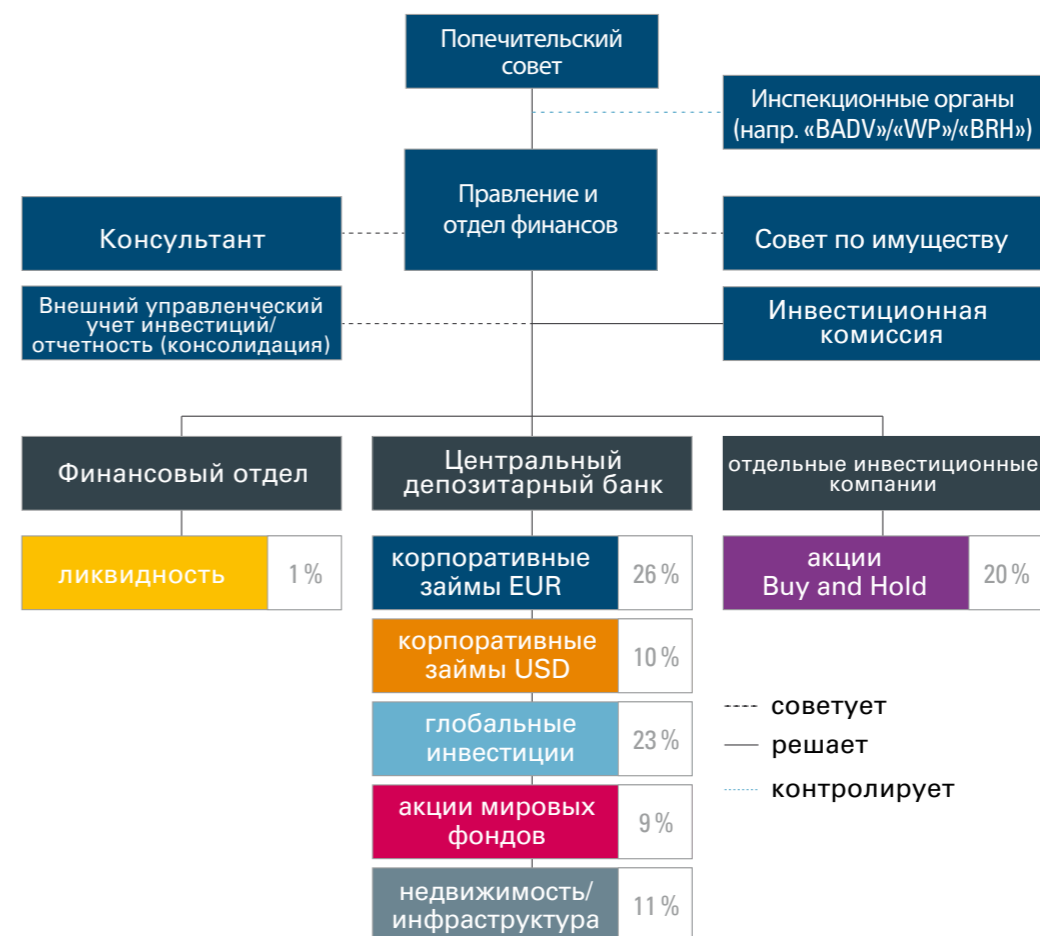 Попечительский
совет
Инспекционные органы
(напр. «BADV»/«WP»/«BRH»)
Правление и
отдел финансов
Консультант
Совет по имуществу
Внешний управленческий
учет инвестиций/
отчетность (консолидация)
Инвестиционная
комиссия
Финансовый отдел
Центральный
депозитарный банк
отдельные инвестиционные
компании
ликвидность
1 %
корпоративные
займы EUR
26 %
акции
Buy and Hold
20 %
корпоративные
займы USD
10 %
глобальные
инвестиции
23 %
акции мировых
фондов
9 %
недвижимость/
инфраструктура
11 %
советует
решает
контролирует